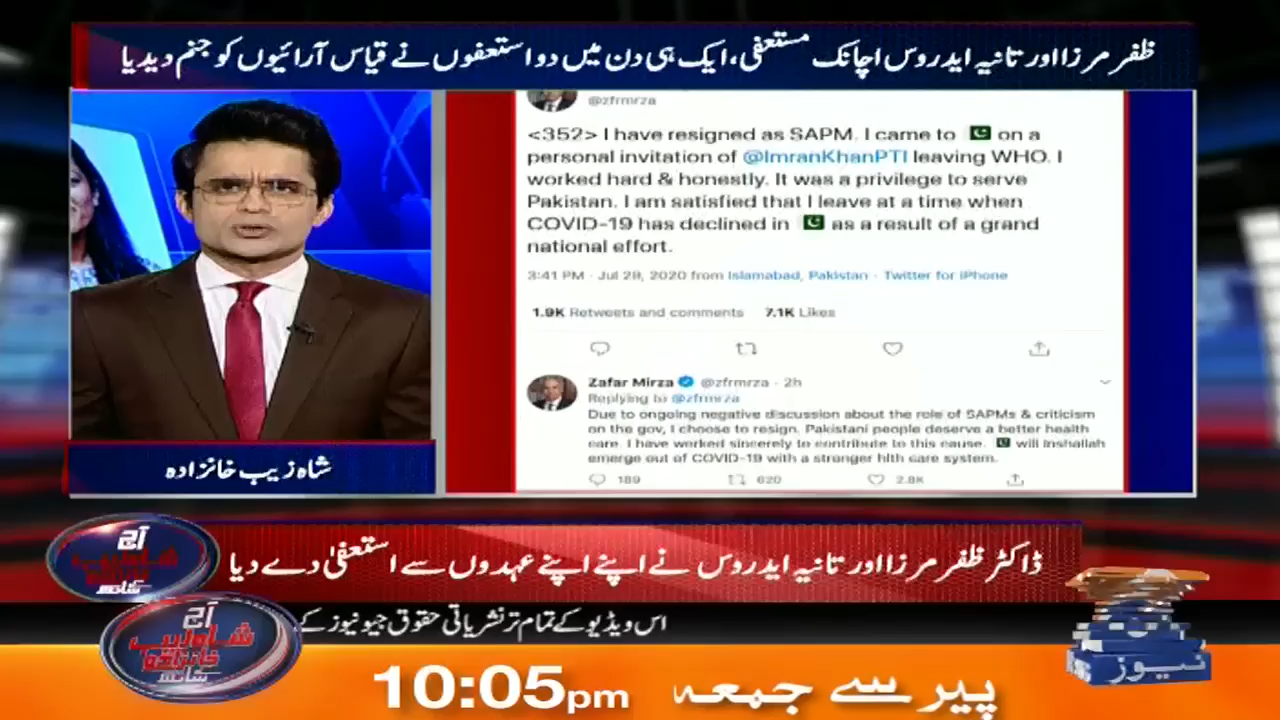 ظفر مرزا اور تانیہ ایدروس اچانک مستعفی، ایک ہی دن میں دو استعفوں نے قیاس آرائیوں کو جنم دیدیا
@zfrmrza
<352> I have resigned as SAPM. I came to 🇵🇰 on a
personal invitation of @ImranKhanPTI leaving WHO. I
worked hard & honestly. It was a privilege to serve
Pakistan. I am satisfied that I leave at a time when
COVID-19 has declined in 🇵🇰 as a result of a grand
national effort.
3:41 PM · Jul 29, 2020 from Islamabad, Pakistan · Twitter for iPhone
1.9K Retweets and comments 7.1K Likes
Zafar Mirza @zfrmrza · 2h
Replying to @zfrmrza
Due to ongoing negative discussion about the role of SAPMs & criticism
on the gov, I choose to resign. Pakistani people deserve a better health
care. I have worked sincerely to contribute to this cause. 🇵🇰 will Inshallah
emerge out of COVID-19 with a stronger hlth care system.
189 620 2.8K
شاہ زیب خانزادہ
ڈاکٹر ظفر مرزا اور تانیہ ایدروس نے اپنے اپنے عہدوں سے استعفیٰ دے دیا
آج
اس ویڈیو کے تمام تر نشریاتی حقوق جیو نیوز کے
آج
شاہزیب
خانزادہ
کے ساتھ
نیوز
پیر سے جمعہ 10:05pm